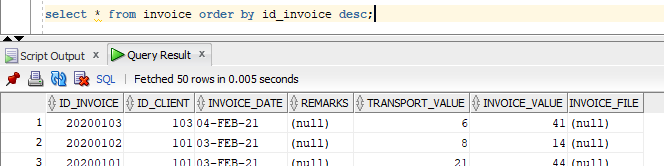 select * from invoice order by id_invoice desc;
Script Output × Query Result ×
SQL | Fetched 50 rows in 0.005 seconds
ID_INVOICE ID_CLIENT INVOICE_DATE REMARKS TRANSPORT_VALUE INVOICE_VALUE INVOICE_FILE
1 20200103 103 04-FEB-21 (null) 6 41 (null)
2 20200102 101 03-FEB-21 (null) 8 14 (null)
3 20200101 101 03-FEB-21 (null) 21 44 (null)